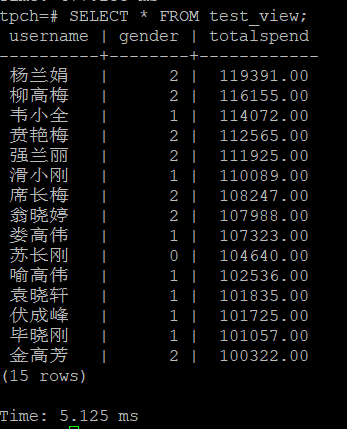 tpch=# SELECT * FROM test_view;
 username | gender | totalspend
----------+--------+------------
 杨兰娟   |      2 |  119391.00
 柳高梅   |      2 |  116155.00
 韦小全   |      1 |  114072.00
 贲艳梅   |      2 |  112565.00
 强兰丽   |      2 |  111925.00
 滑小刚   |      1 |  110089.00
 席长梅   |      2 |  108247.00
 翁晓婷   |      2 |  107988.00
 娄高伟   |      1 |  107323.00
 苏长刚   |      0 |  104640.00
 喻高伟   |      1 |  102536.00
 袁晓轩   |      1 |  101835.00
 伏成峰   |      1 |  101725.00
 毕晓刚   |      1 |  101057.00
 金高芳   |      2 |  100322.00
(15 rows)
Time: 5.125 ms